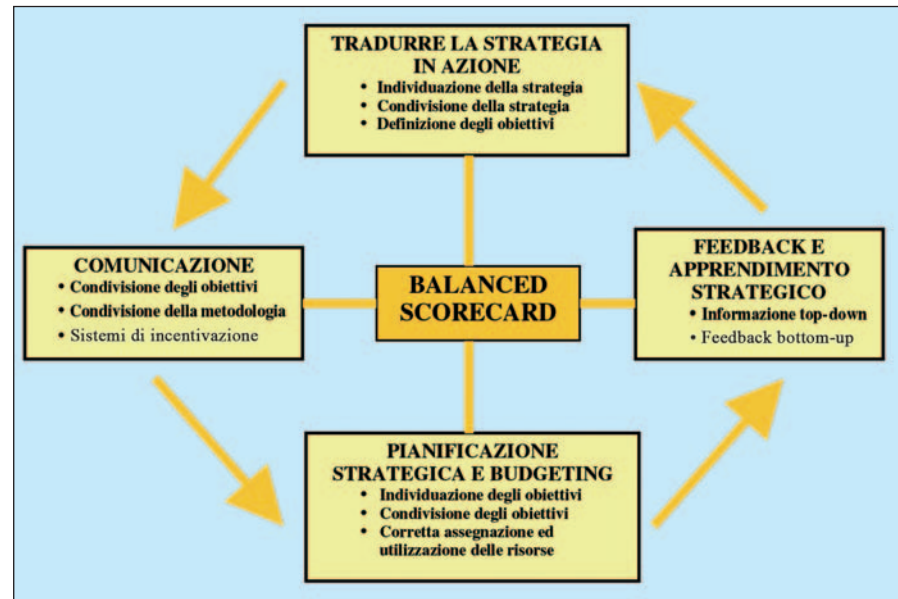 TRADURRE LA STRATEGIA
IN AZIONE
• Individuazione della strategia
• Condivisione della strategia
• Definizione degli obiettivi
COMUNICAZIONE
• Condivisione degli obiettivi
• Condivisione della metodologia
• Sistemi di incentivazione
BALANCED
SCORECARD
FEEDBACK E
APPRENDIMENTO
STRATEGICO
• Informazione top-down
• Feedback bottom-up
PIANIFICAZIONE
STRATEGICA E BUDGETING
• Individuazione degli obiettivi
• Condivisione degli obiettivi
• Corretta assegnazione ed
utilizzazione delle risorse